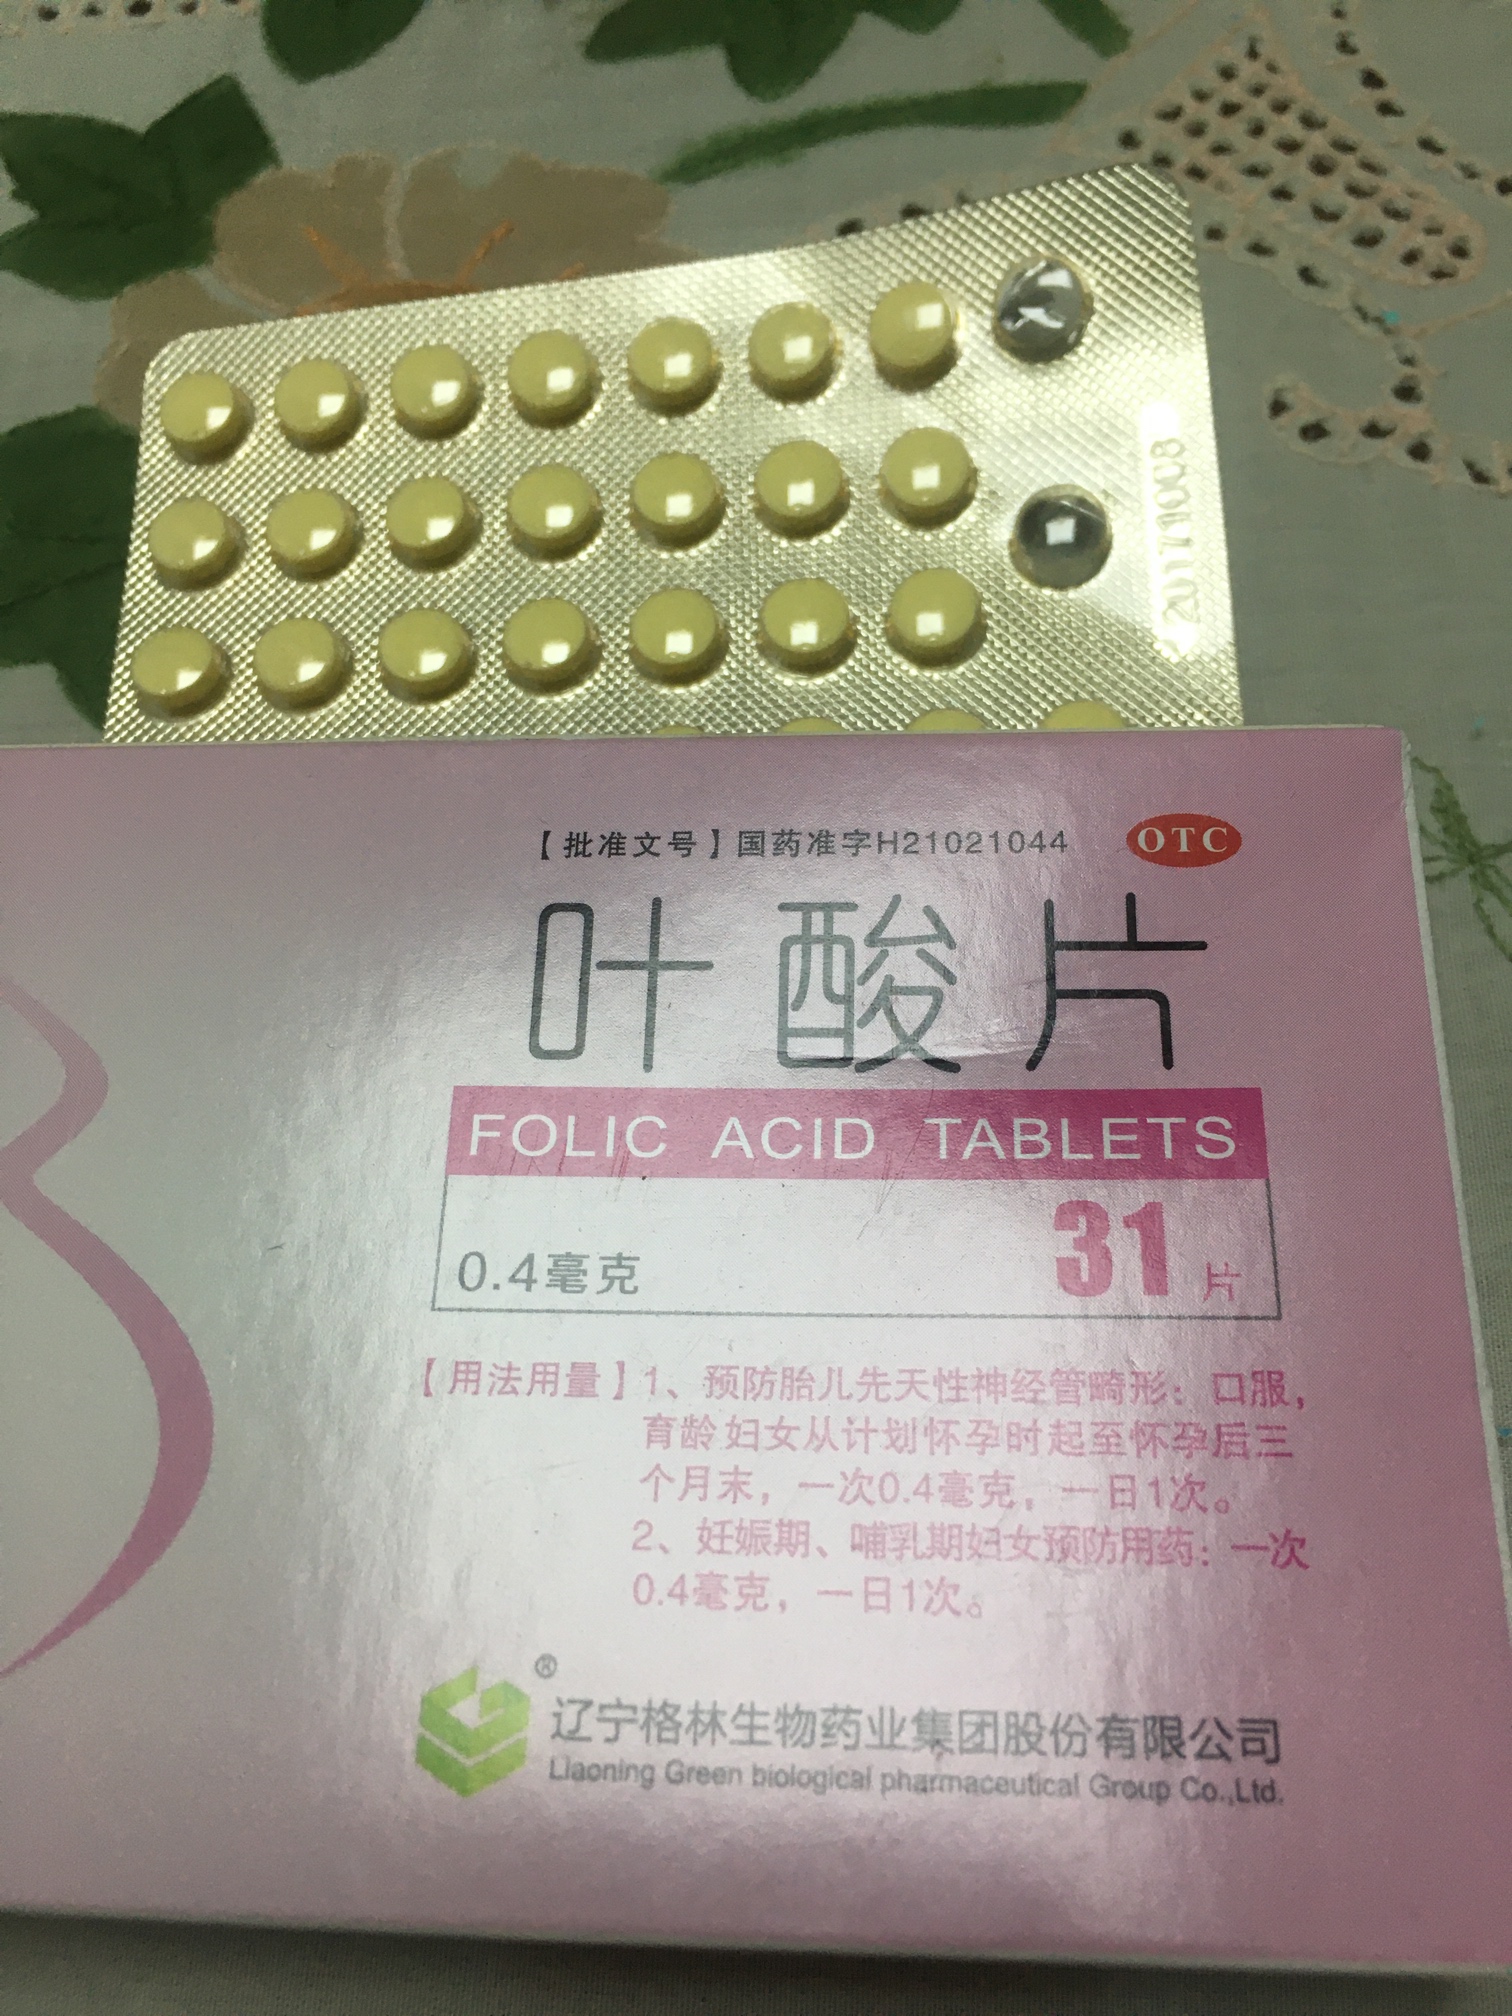 20171008
【批准文号】国药准字H21021044
OTC
叶酸片
FOLIC ACID TABLETS
0.4毫克
31片
【用法用量】1、预防胎儿先天性神经管畸形：口服，
育龄妇女从计划怀孕时起至怀孕后三
个月末，一次0.4毫克，一日1次。
2、妊娠期、哺乳期妇女预防用药：一次
0.4毫克，一日1次。
®
辽宁格林生物药业集团股份有限公司
Liaoning Green biological pharmaceutical Group Co.,Ltd.